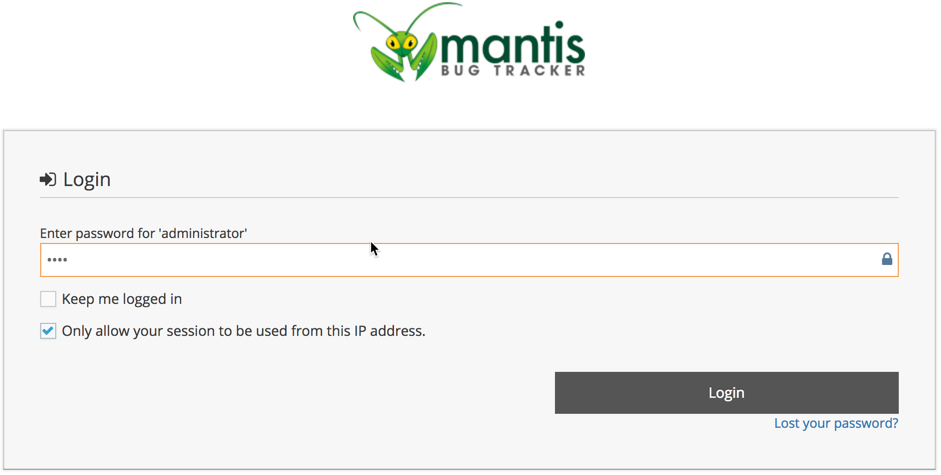 mantis
BUG TRACKER
Login
Enter password for 'administrator'
••••
Keep me logged in
Only allow your session to be used from this IP address.
Login
Lost your password?